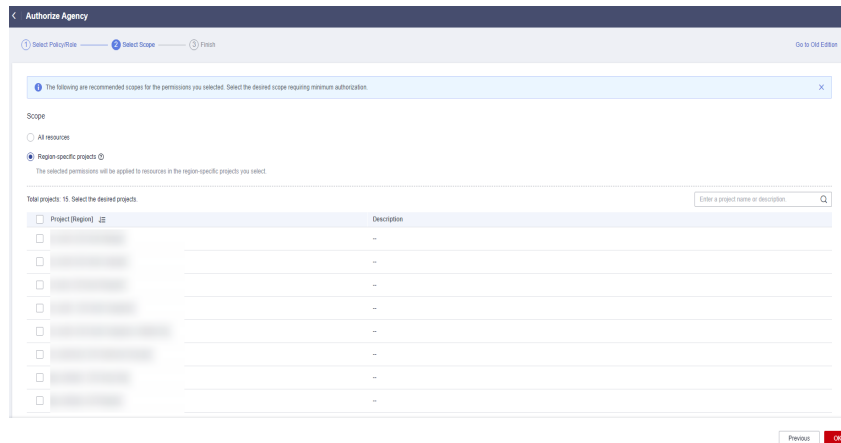 Authorize Agency
1 Select Policy/Role 2 Select Scope 3 Finish Go to Old Edition
The following are recommended scopes for the permissions you selected. Select the desired scope requiring minimum authorization.
Scope
All resources
Region-specific projects
The selected permissions will be applied to resources in the region-specific projects you select.
Total projects: 15. Select the desired projects. Enter a project name or description.
Project [Region] Description
--
--
--
--
--
--
--
--
Previous OK